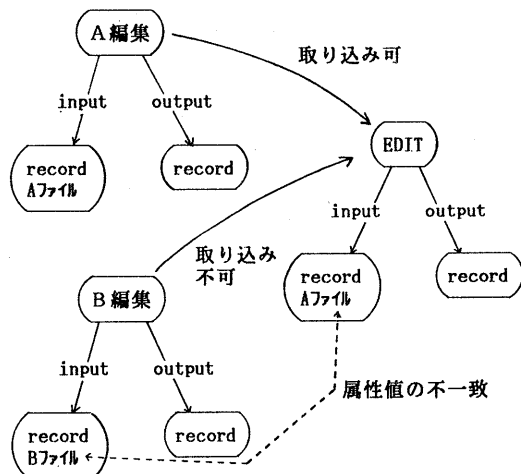 A編集
取り込み可
input
output
EDIT
record
Aファイル
record
input
output
取り込み
不可
record
Aファイル
record
B編集
input
output
属性値の不一致
record
Bファイル
record